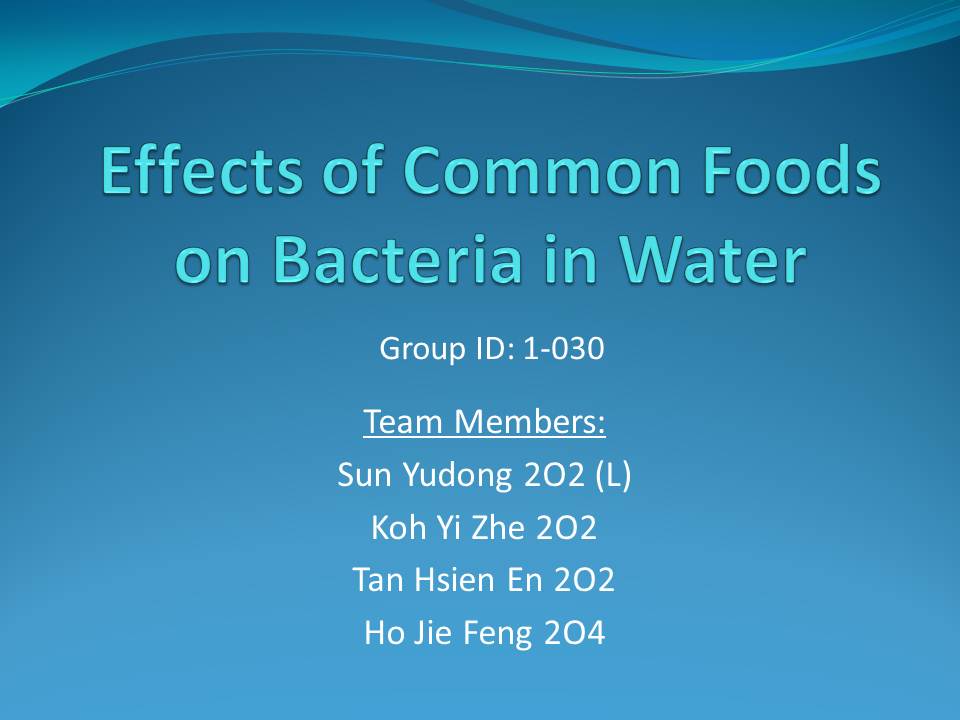 Effects of Common Foods
on Bacteria in Water
Group ID: 1-030
Team Members:
Sun Yudong 2O2 (L)
Koh Yi Zhe 2O2
Tan Hsien En 2O2
Ho Jie Feng 2O4